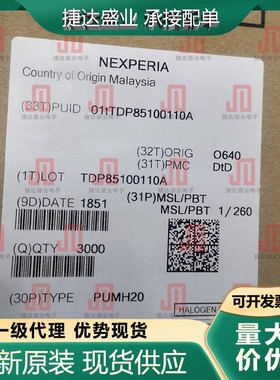 捷达盛业 承接配单
NEXPERIA
Country of Origin Malaysia
(33T)PUID 01tTDP85100110A
(32T)ORIG O640
(31T)PMC DtD
(1T)LOT TDP85100110A
(31P)MSL/PBT
(9D)DATE 1851
MSL/PBT 1/260
(Q)QTY 3000
(30P)TYPE PUMH20
HALOGEN
可开发票
一级代理 优势现货
新原装 现货供应
量大
价